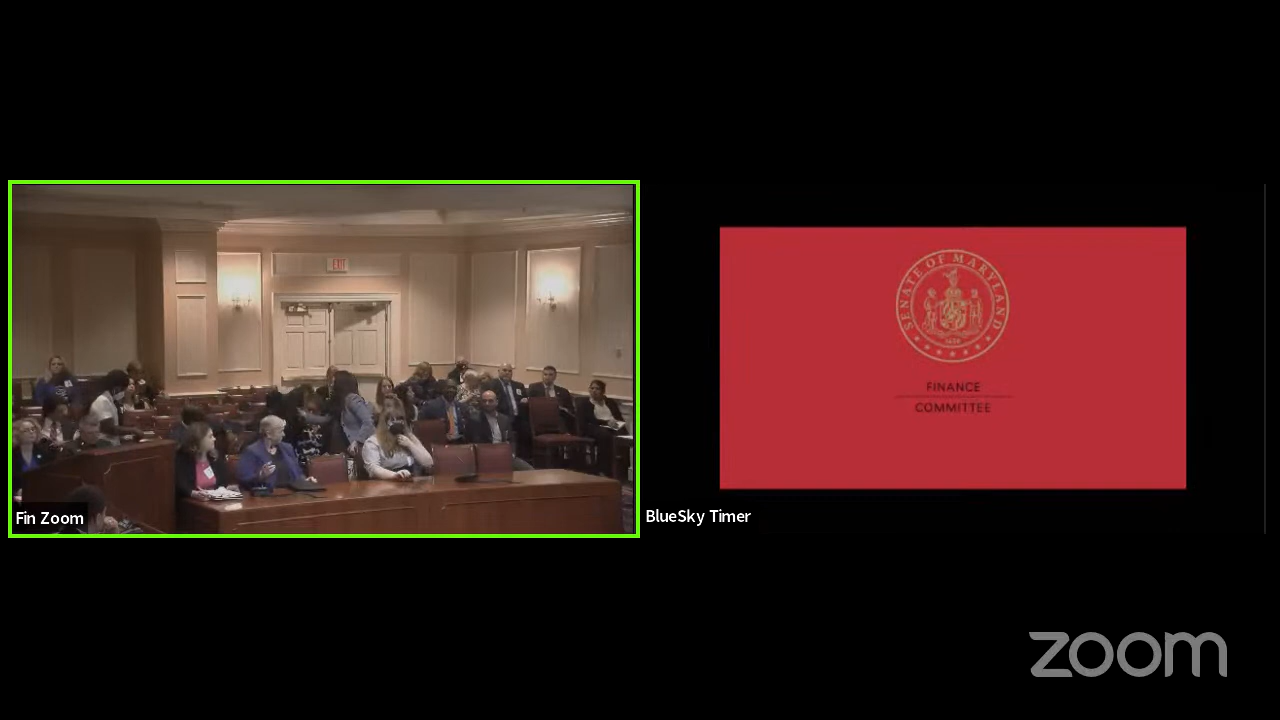 EXIT
SENATE OF MARYLAND
FINANCE
COMMITTEE
Fin Zoom
BlueSky Timer
zoom